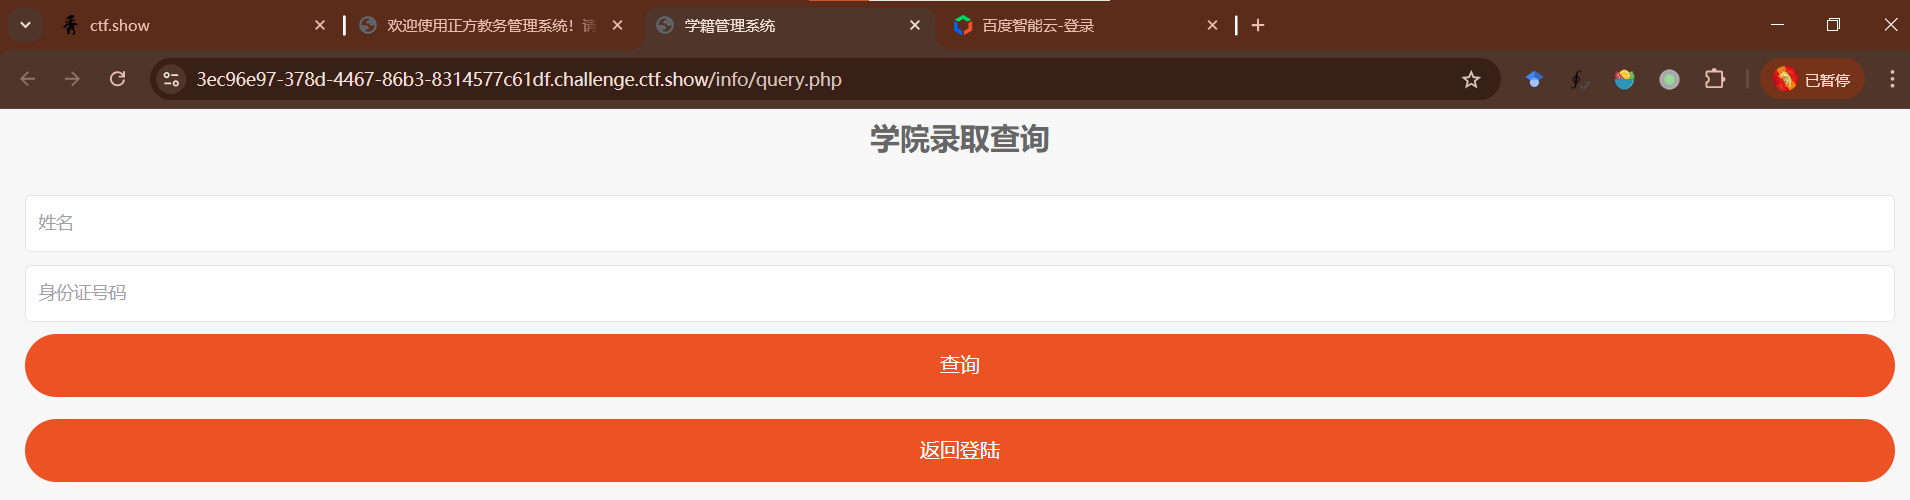 ctf.show
欢迎使用正方教务管理系统！请
学籍管理系统
百度智能云-登录
3ec96e97-378d-4467-86b3-8314577c61df.challenge.ctf.show/info/query.php
已暂停
学院录取查询
姓名
身份证号码
查询
返回登陆